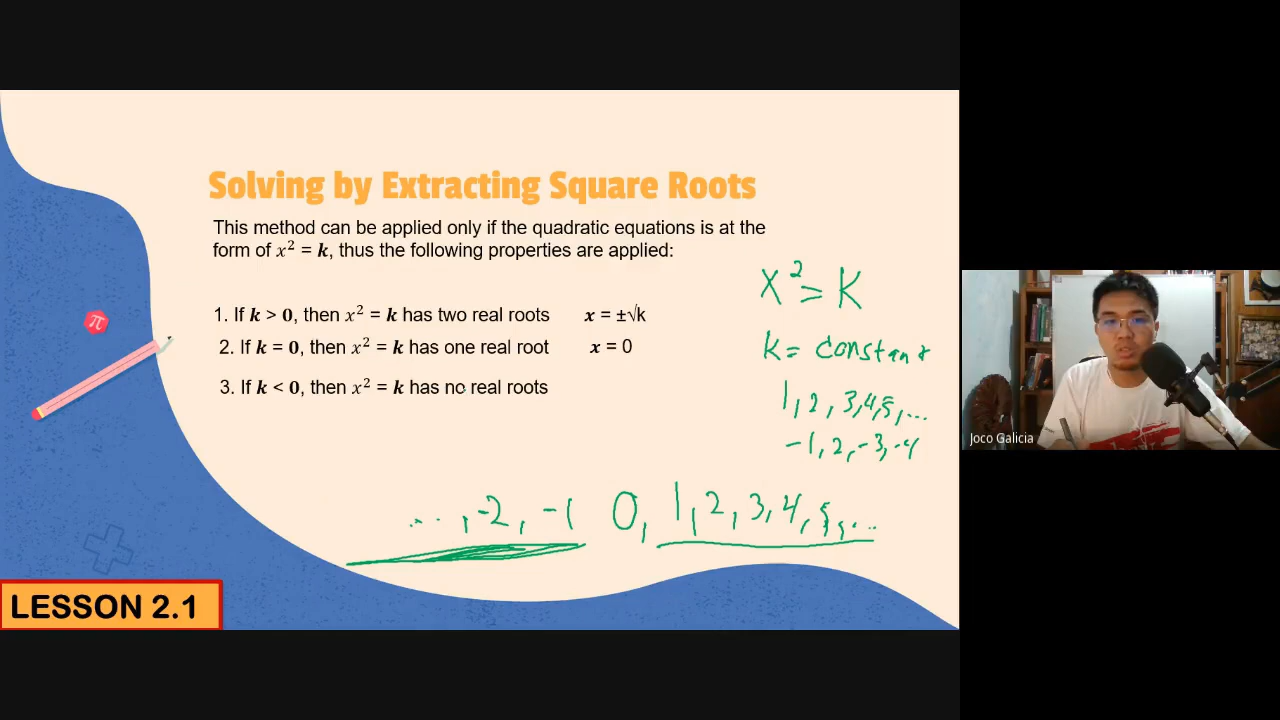 Solving by Extracting Square Roots
This method can be applied only if the quadratic equations is at the
form of x² = k, thus the following properties are applied:
x² = K
1. If k > 0, then x² = k has two real roots x = ±√k
2. If k = 0, then x² = k has one real root x = 0
k = constant
3. If k < 0, then x² = k has no real roots
1, 2, 3, 4, 5, ...
-1, 2, -3, -4
..., -2, -1 0, 1, 2, 3, 4, 5, ...
π
Joco Galicia
LESSON 2.1